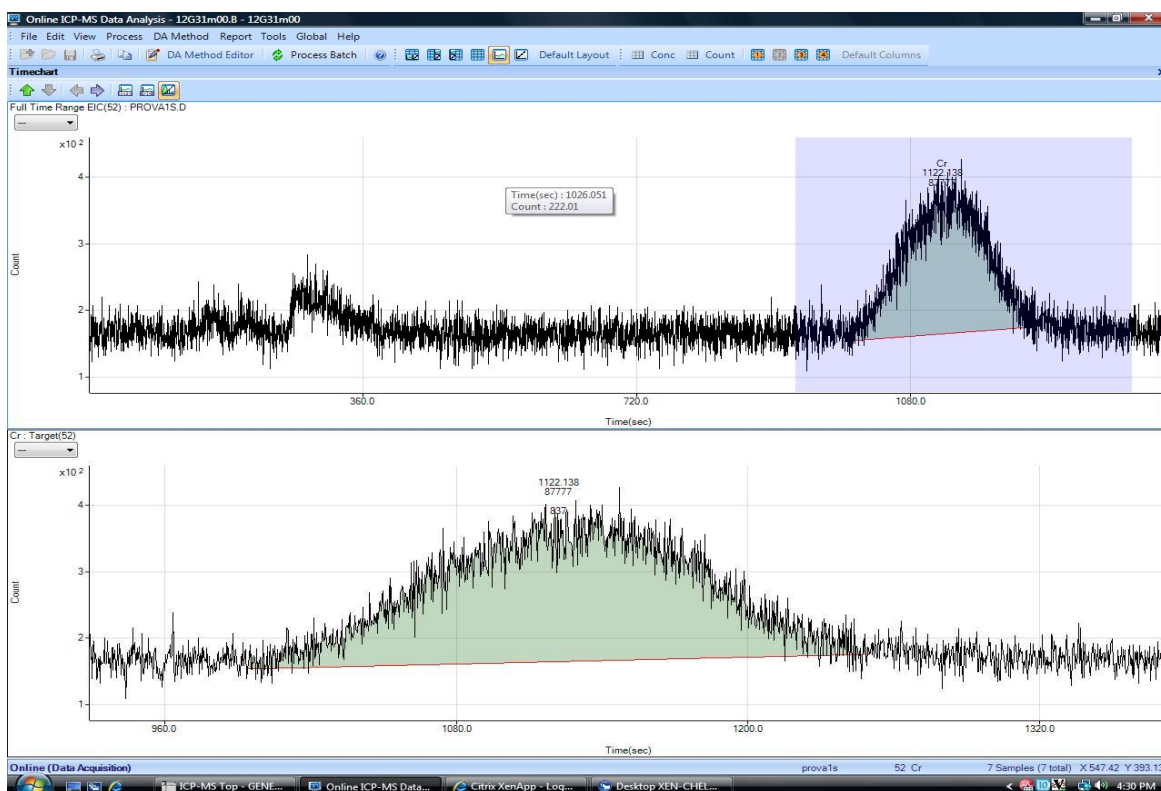 Online ICP-MS Data Analysis - 12G31m00.B - 12G31m00
File Edit View Process DA Method Report Tools Global Help
DA Method Editor Process Batch Default Layout Conc Count Default Columns
Timechart
Full Time Range EIC(52) : PROVA1S.D
---
x10 2
Cr
1122.138
4
Time(sec) : 1026.051
Count : 222.01
3
Count
2
1
360.0 720.0 1080.0
Time(sec)
Cr : Target(52)
---
x10 2
1122.138
87777
4
837
3
Count
2
1
960.0 1080.0 1200.0 1320.0
Time(sec)
Online (Data Acquisition) prova1s 52 Cr 7 Samples (7 total) X 547.42 Y 393.13
ICP-MS Top - GENE... Online ICP-MS Data... Citrix XenApp - Log... Desktop XEN-CHEL... 4:30 PM